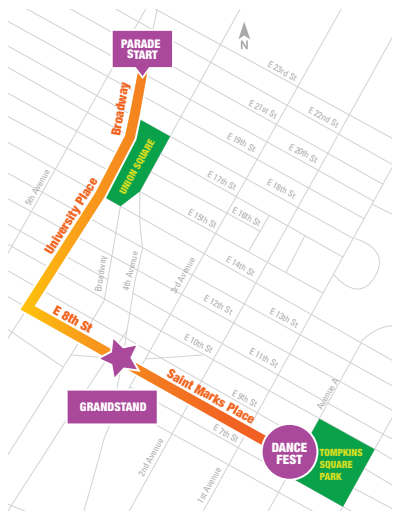 PARADE
START
N
E 23rd St
Broadway
E 21st St
E 22nd St
UNION SQUARE
E 19th St
E 20th St
5th Avenue
E 17th St
E 18th St
University Place
E 15th St
E 16th St
Broadway
4th Avenue
3rd Avenue
E 14th St
E 12th St
E 13th St
E 8th St
E 10th St
E 11th St
Saint Marks Place
Avenue A
E 9th St
GRANDSTAND
E 7th St
2nd Avenue
1st Avenue
DANCE
FEST
TOMPKINS
SQUARE
PARK